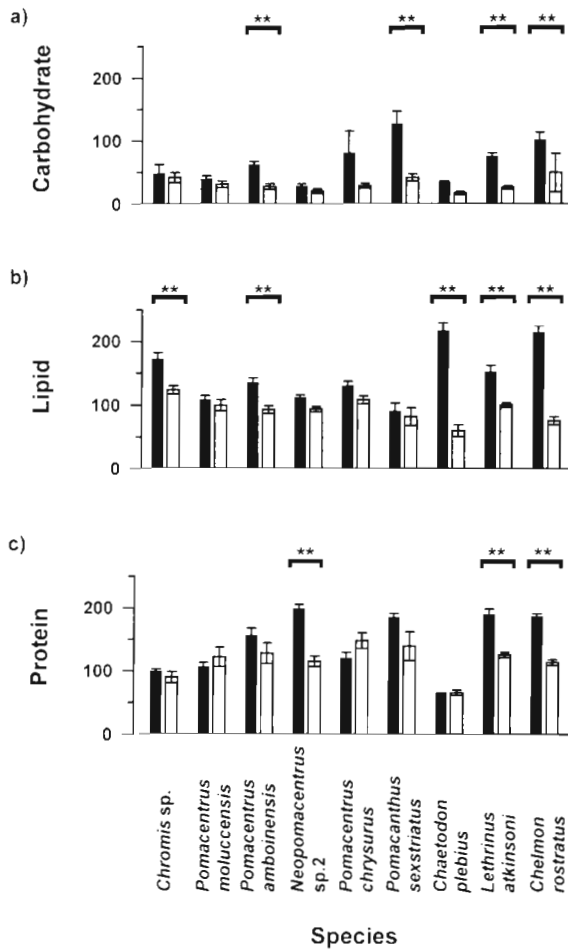 a)
** ** ** **
Carbohydrate
200
100
0
b)
** ** ** ** **
Lipid
200
100
0
c)
** ** **
Protein
200
100
0
Chromis sp.
Pomacentrus
moluccensis
Pomacentrus
amboinensis
Neopomacentrus
sp.2
Pomacentrus
chrysurus
Pomacanthus
sexstriatus
Chaetodon
plebius
Lethrinus
atkinsoni
Chelmon
rostratus
Species